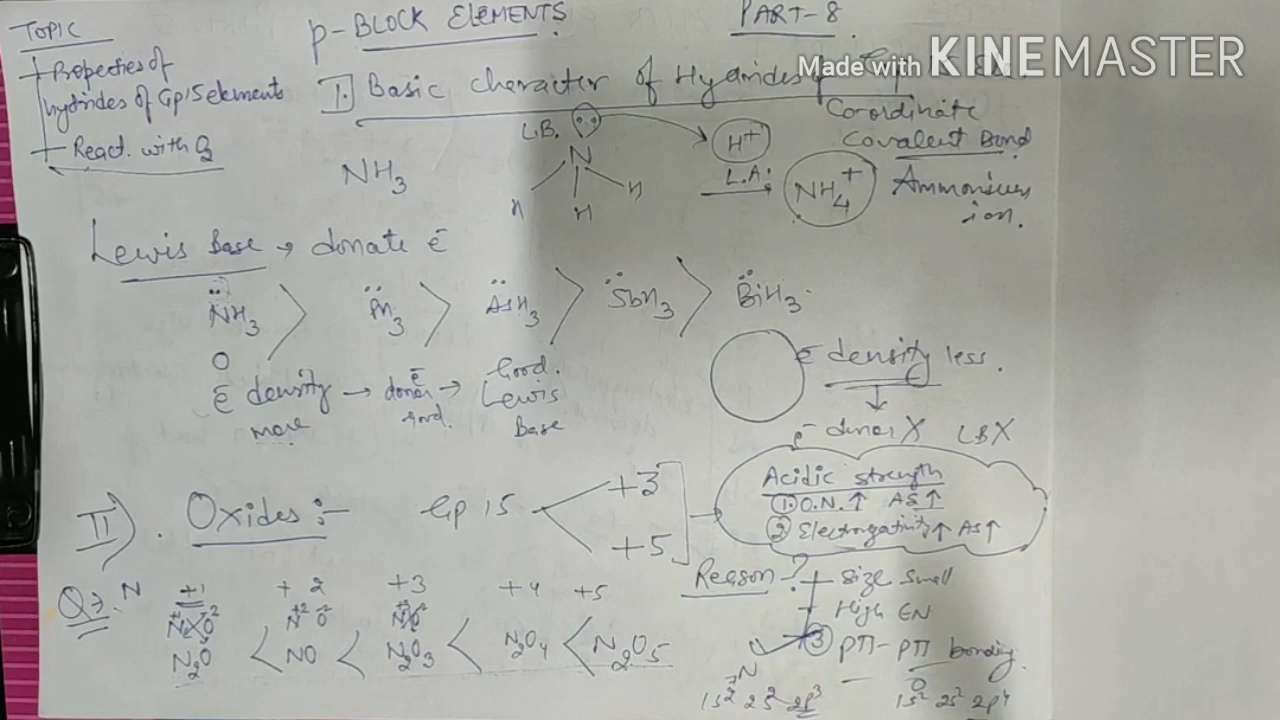 TOPIC
p-BLOCK ELEMENTS
PART-8
Made with KINEMASTER
Properties of
hydrides of Gp 15 elements
React. with O2
I. Basic character of Hydrides of
NH3
L.B.
N
H H H
H+
L.A.
NH4+
Coordinate
Covalent Bond
Ammonium
ion.
Lewis Base → donate e-
NH3 > PH3 > AsH3 > SbH3 > BiH3
e- density → donor → Good.
more good. Lewis
Base
e- density less.
↓
e- donor X LB X
II). Oxides :- Gp 15
+3
+5
Acidic strength
① O.N. ↑ AS ↑
② Electronegativity ↑ AS ↑
Q7. N +1 +2 +3 +4 +5
N2O < NO < N2O3 < N2O4 < N2O5
Reason?
Size small
High EN
③ pπ-pπ bonding.
N O
1s2 2s2 2p3 1s2 2s2 2p4